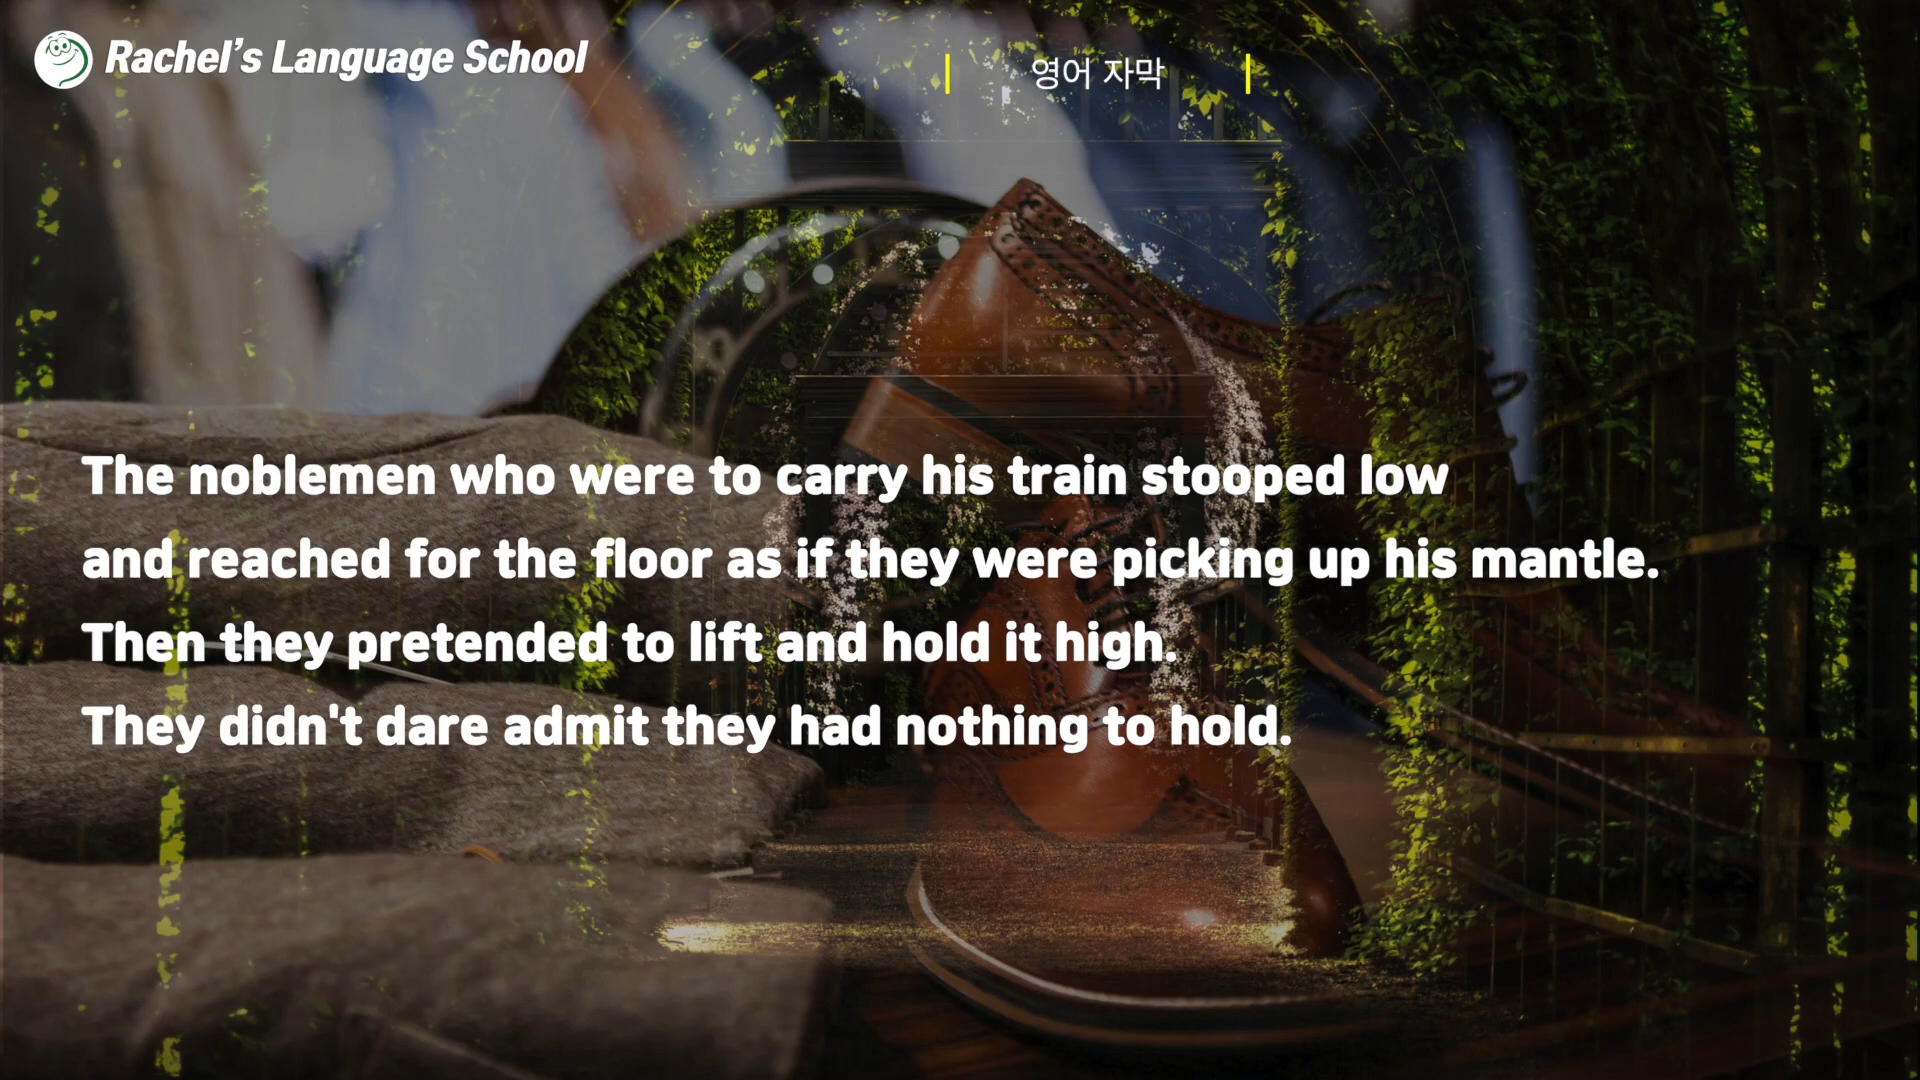 Rachel's Language School
영어 자막
The noblemen who were to carry his train stooped low
and reached for the floor as if they were picking up his mantle.
Then they pretended to lift and hold it high.
They didn't dare admit they had nothing to hold.